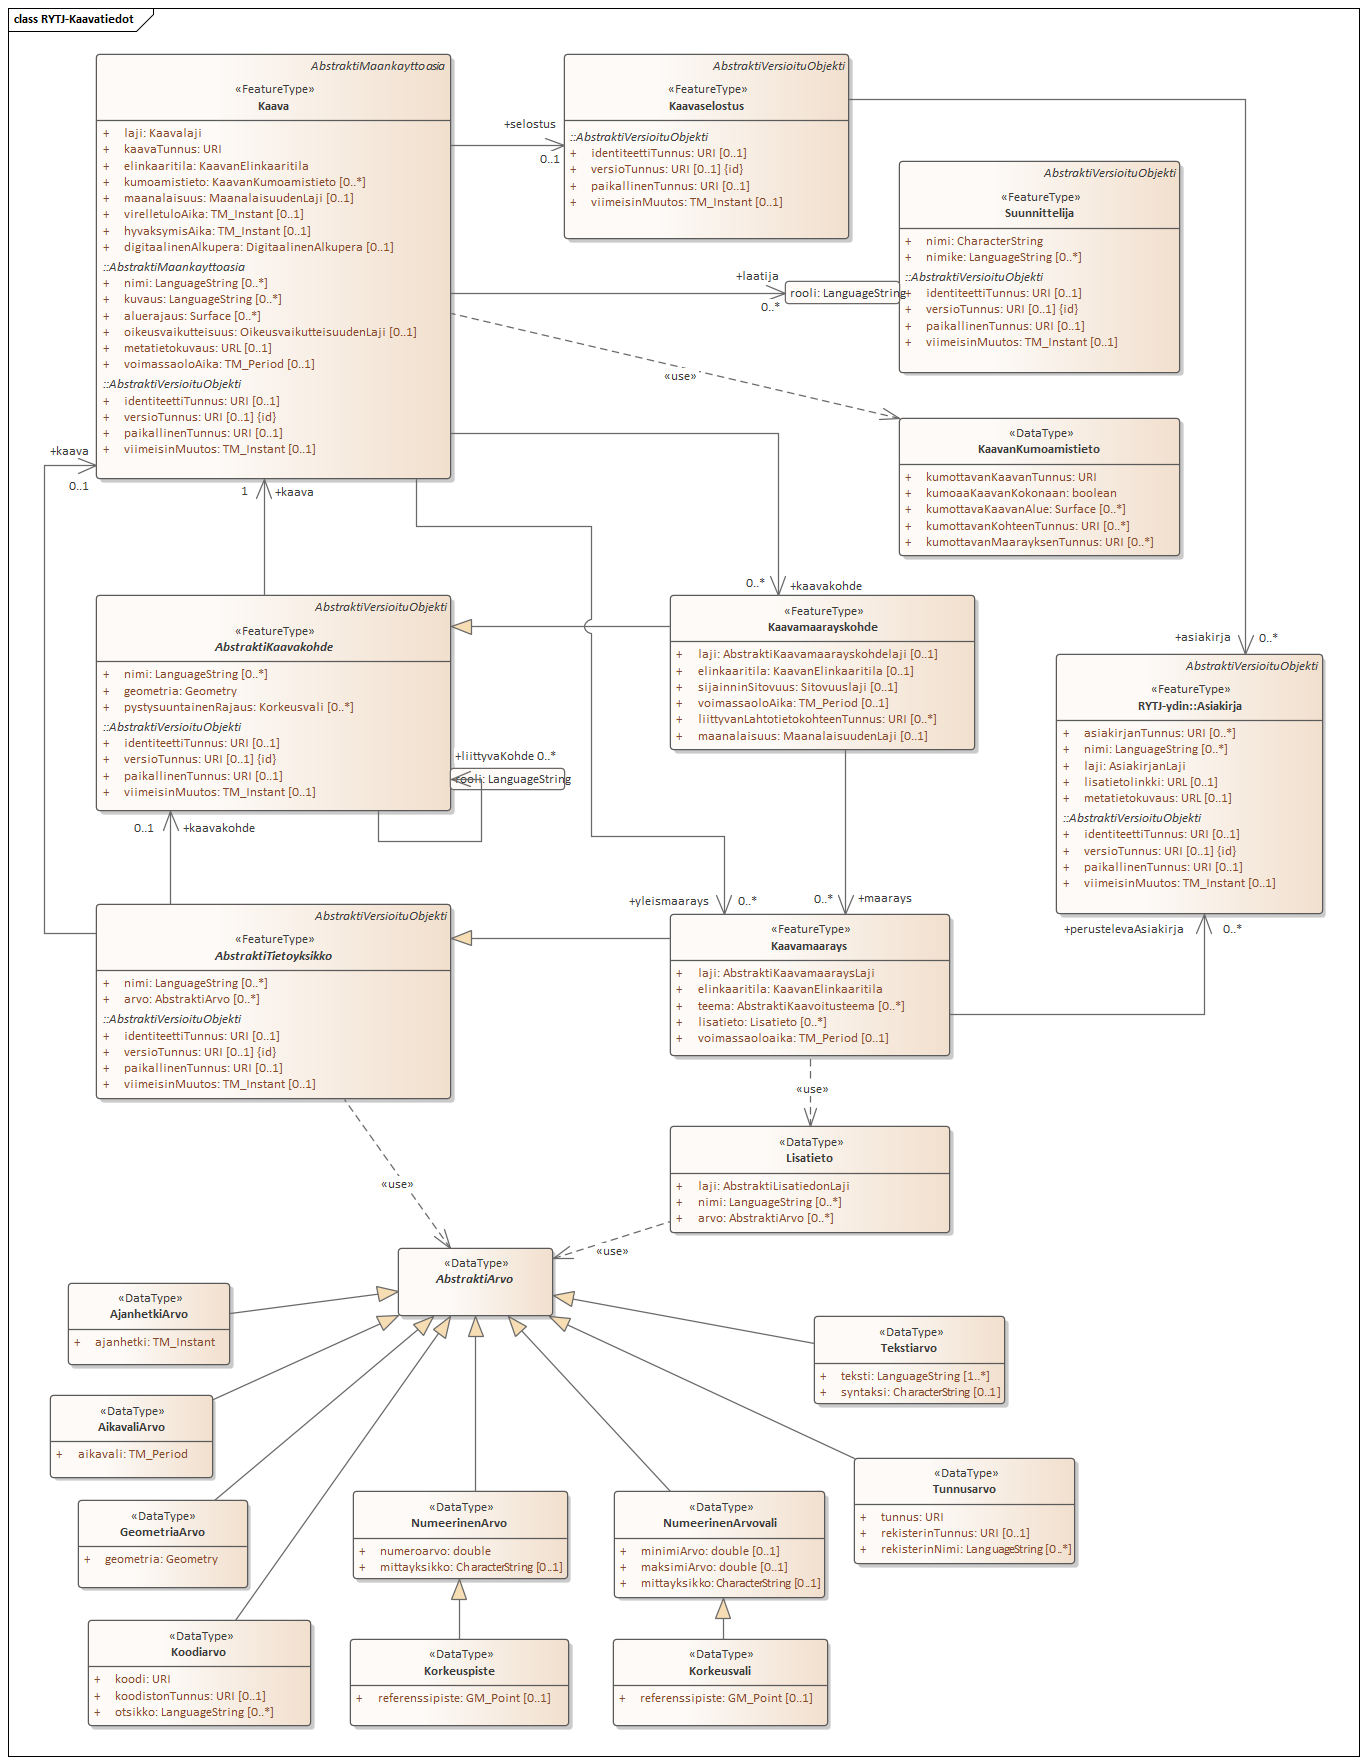 class RYTJ-Kaavatiedot
AbstraktiMaankayttoasia
«FeatureType»
Kaava
+ laji: Kaavalaji
+ kaavaTunnus: URI
+ elinkaaritila: KaavanElinkaaritila
+ kumoamistieto: KaavanKumoamistieto [0..*]
+ maanalaisuus: MaanalaisuudenLaji [0..1]
+ virelletuloAika: TM_Instant [0..1]
+ hyvaksymisAika: TM_Instant [0..1]
+ digitaalinenAlkupera: DigitaalinenAlkupera [0..1]
::AbstraktiMaankayttoasia
+ nimi: LanguageString [0..*]
+ kuvaus: LanguageString [0..*]
+ aluerajaus: Surface [0..*]
+ oikeusvaikutteisuus: OikeusvaikutteisuudenLaji [0..1]
+ metatietokuvaus: URL [0..1]
+ voimassaoloAika: TM_Period [0..1]
::AbstraktiVersioituObjekti
+ identiteettiTunnus: URI [0..1]
+ versioTunnus: URI [0..1] {id}
+ paikallinenTunnus: URI [0..1]
+ viimeisinMuutos: TM_Instant [0..1]
+selostus
0..1
AbstraktiVersioituObjekti
«FeatureType»
Kaavaselostus
::AbstraktiVersioituObjekti
+ identiteettiTunnus: URI [0..1]
+ versioTunnus: URI [0..1] {id}
+ paikallinenTunnus: URI [0..1]
+ viimeisinMuutos: TM_Instant [0..1]
+laatija
0..*
rooli: LanguageString
AbstraktiVersioituObjekti
«FeatureType»
Suunnittelija
+ nimi: CharacterString
+ nimike: LanguageString [0..*]
::AbstraktiVersioituObjekti
+ identiteettiTunnus: URI [0..1]
+ versioTunnus: URI [0..1] {id}
+ paikallinenTunnus: URI [0..1]
+ viimeisinMuutos: TM_Instant [0..1]
«use»
«DataType»
KaavanKumoamistieto
+ kumottavanKaavanTunnus: URI
+ kumoaaKaavanKokonaan: boolean
+ kumottavaKaavanAlue: Surface [0..*]
+ kumottavanKohteenTunnus: URI [0..*]
+ kumottavanMaarayksenTunnus: URI [0..*]
+kaava
0..1
1
+kaava
0..*
+kaavakohde
AbstraktiVersioituObjekti
«FeatureType»
AbstraktiKaavakohde
+ nimi: LanguageString [0..*]
+ geometria: Geometry
+ pystysuuntainenRajaus: Korkeusvali [0..*]
::AbstraktiVersioituObjekti
+ identiteettiTunnus: URI [0..1]
+ versioTunnus: URI [0..1] {id}
+ paikallinenTunnus: URI [0..1]
+ viimeisinMuutos: TM_Instant [0..1]
+liittyvaKohde 0..*
rooli: LanguageString
«FeatureType»
Kaavamaarayskohde
+ laji: AbstraktiKaavamaarayskohdelaji [0..1]
+ elinkaaritila: KaavanElinkaaritila [0..1]
+ sijainninSitovuus: Sitovuuslaji [0..1]
+ voimassaoloAika: TM_Period [0..1]
+ liittyvanLahtotietokohteenTunnus: URI [0..*]
+ maanalaisuus: MaanalaisuudenLaji [0..1]
+asiakirja
0..*
AbstraktiVersioituObjekti
«FeatureType»
RYTJ-ydin::Asiakirja
+ asiakirjanTunnus: URI [0..*]
+ nimi: LanguageString [0..*]
+ laji: AsiakirjanLaji
+ lisatietolinkki: URL [0..1]
+ metatietokuvaus: URL [0..1]
::AbstraktiVersioituObjekti
+ identiteettiTunnus: URI [0..1]
+ versioTunnus: URI [0..1] {id}
+ paikallinenTunnus: URI [0..1]
+ viimeisinMuutos: TM_Instant [0..1]
0..1
+kaavakohde
+yleismaarays
0..*
0..*
+maarays
+perustelevaAsiakirja
0..*
AbstraktiVersioituObjekti
«FeatureType»
AbstraktiTietoyksikko
+ nimi: LanguageString [0..*]
+ arvo: AbstraktiArvo [0..*]
::AbstraktiVersioituObjekti
+ identiteettiTunnus: URI [0..1]
+ versioTunnus: URI [0..1] {id}
+ paikallinenTunnus: URI [0..1]
+ viimeisinMuutos: TM_Instant [0..1]
«FeatureType»
Kaavamaarays
+ laji: AbstraktiKaavamaaraysLaji
+ elinkaaritila: KaavanElinkaaritila
+ teema: AbstraktiKaavoitusteema [0..*]
+ lisatieto: Lisatieto [0..*]
+ voimassaoloaika: TM_Period [0..1]
«use»
«DataType»
Lisatieto
+ laji: AbstraktiLisatiedonLaji
+ nimi: LanguageString [0..*]
+ arvo: AbstraktiArvo [0..*]
«use»
«use»
«DataType»
AbstraktiArvo
«DataType»
AjanhetkiArvo
+ ajanhetki: TM_Instant
«DataType»
Tekstiarvo
+ teksti: LanguageString [1..*]
+ syntaksi: CharacterString [0..1]
«DataType»
AikavaliArvo
+ aikavali: TM_Period
«DataType»
Tunnusarvo
+ tunnus: URI
+ rekisterinTunnus: URI [0..1]
+ rekisterinNimi: LanguageString [0..*]
«DataType»
GeometriaArvo
+ geometria: Geometry
«DataType»
NumeerinenArvo
+ numeroarvo: double
+ mittayksikko: CharacterString [0..1]
«DataType»
NumeerinenArvovali
+ minimiArvo: double [0..1]
+ maksimiArvo: double [0..1]
+ mittayksikko: CharacterString [0..1]
«DataType»
Koodiarvo
+ koodi: URI
+ koodistonTunnus: URI [0..1]
+ otsikko: LanguageString [0..*]
«DataType»
Korkeuspiste
+ referenssipiste: GM_Point [0..1]
«DataType»
Korkeusvali
+ referenssipiste: GM_Point [0..1]